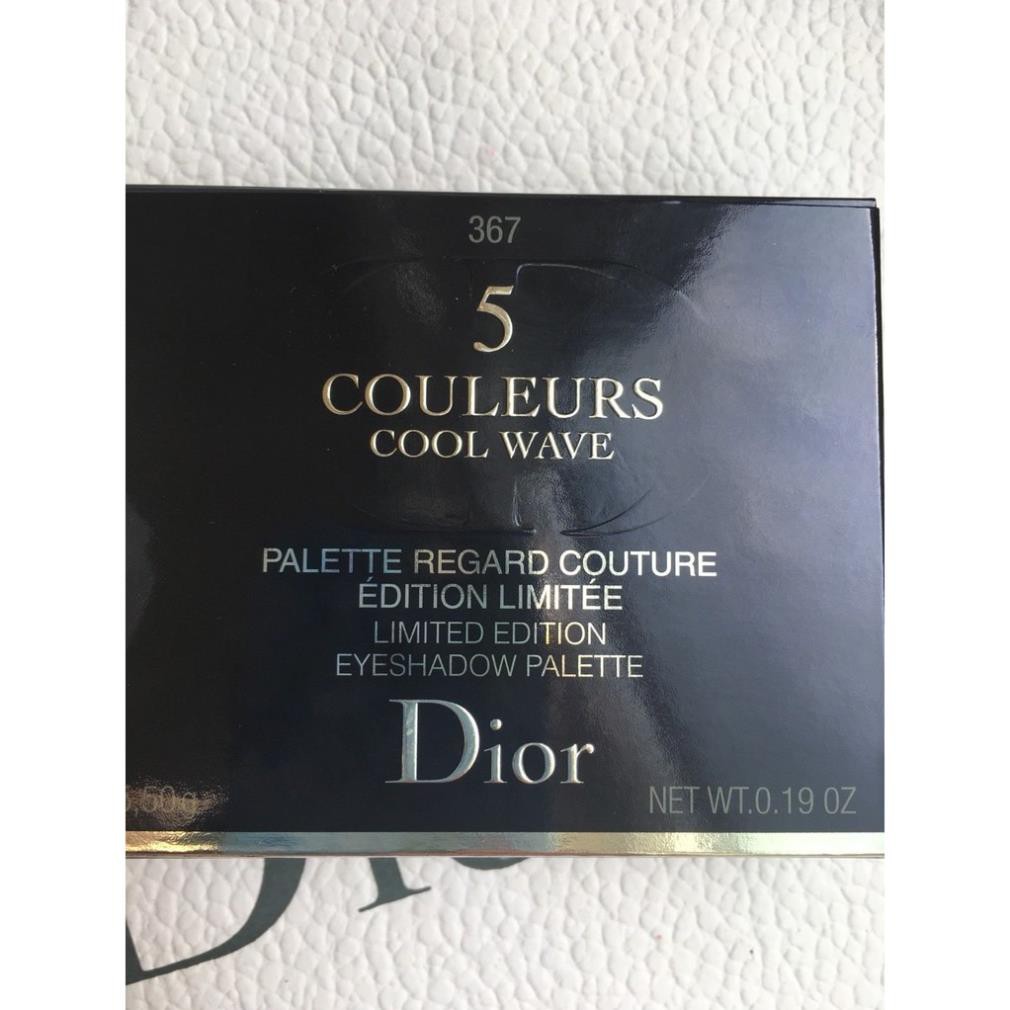 367
5
COULEURS
COOL WAVE
PALETTE REGARD COUTURE
ÉDITION LIMITÉE
LIMITED EDITION
EYESHADOW PALETTE
Dior
,50g NET WT.0.19 OZ